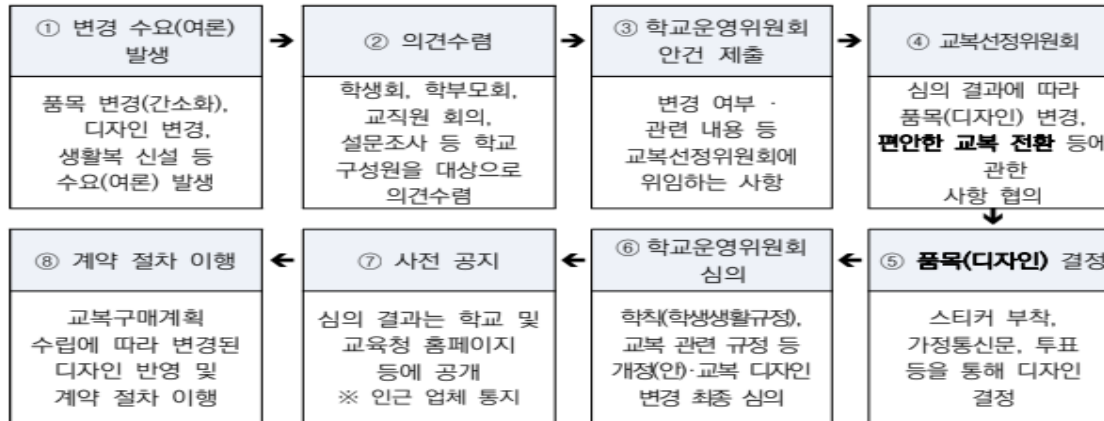 ① 변경 수요(여론)
발생
품목 변경(간소화),
디자인 변경,
생활복 신설 등
수요(여론) 발생
➔
② 의견수렴
학생회, 학부모회,
교직원 회의,
설문조사 등 학교
구성원을 대상으로
의견수렴
➔
③ 학교운영위원회
안건 제출
변경 여부 ·
관련 내용 등
교복선정위원회에
위임하는 사항
➔
④ 교복선정위원회
심의 결과에 따라
품목(디자인) 변경,
편안한 교복 전환 등에
관한
사항 협의
⑤ 품목(디자인) 결정
스티커 부착,
가정통신문, 투표
등을 통해 디자인
결정
⑥ 학교운영위원회
심의
학칙(학생생활규정),
교복 관련 규정 등
개정(안)·교복 디자인
변경 최종 심의
⑦ 사전 공지
심의 결과는 학교 및
교육청 홈페이지
등에 공개
※ 인근 업체 통지
⑧ 계약 절차 이행
교복구매계획
수립에 따라 변경된
디자인 반영 및
계약 절차 이행